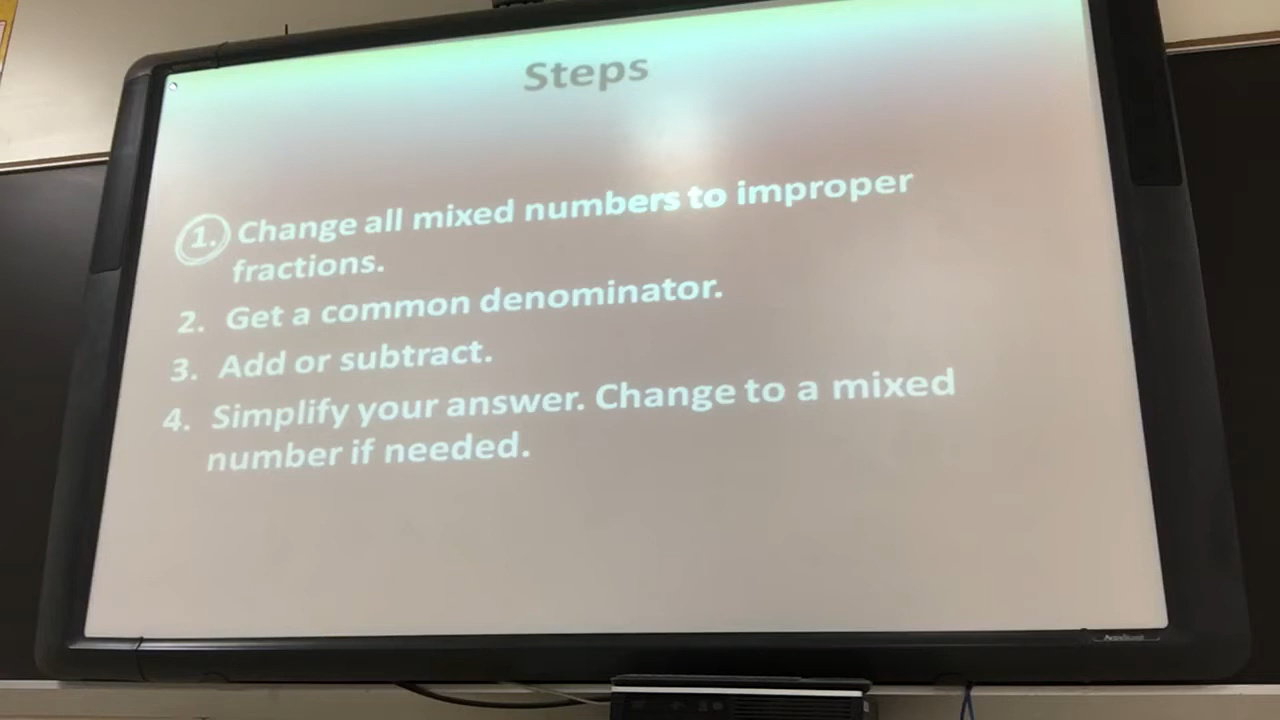 Steps
1. Change all mixed numbers to improper
fractions.
2. Get a common denominator.
3. Add or subtract.
4. Simplify your answer. Change to a mixed
number if needed.